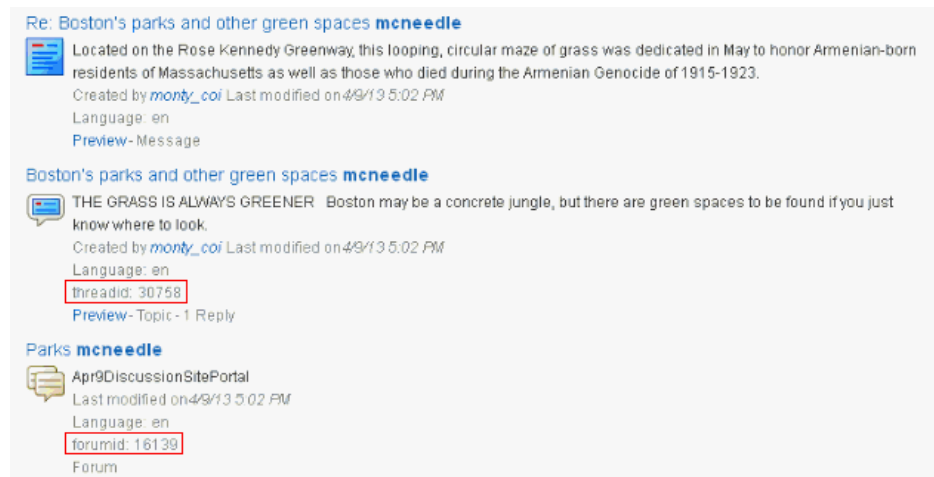 Re: Boston's parks and other green spaces mcneedle
Located on the Rose Kennedy Greenway, this looping, circular maze of grass was dedicated in May to honor Armenian-born
residents of Massachusetts as well as those who died during the Armenian Genocide of 1915-1923.
Created by monty_coi Last modified on 4/9/13 5:02 PM
Language: en
Preview - Message
Boston's parks and other green spaces mcneedle
THE GRASS IS ALWAYS GREENER Boston may be a concrete jungle, but there are green spaces to be found if you just
know where to look.
Created by monty_coi Last modified on 4/9/13 5:02 PM
Language: en
threadid: 30758
Preview - Topic - 1 Reply
Parks mcneedle
Apr9DiscussionSitePortal
Last modified on 4/9/13 5:02 PM
Language: en
forumid: 16139
Forum